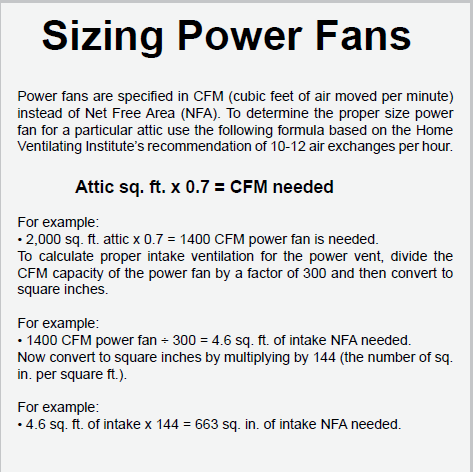 Sizing Power Fans
Power fans are specified in CFM (cubic feet of air moved per minute)
instead of Net Free Area (NFA). To determine the proper size power
fan for a particular attic use the following formula based on the Home
Ventilating Institute's recommendation of 10-12 air exchanges per hour.
Attic sq. ft. x 0.7 = CFM needed
For example:
• 2,000 sq. ft. attic x 0.7 = 1400 CFM power fan is needed.
To calculate proper intake ventilation for the power vent, divide the
CFM capacity of the power fan by a factor of 300 and then convert to
square inches.
For example:
• 1400 CFM power fan ÷ 300 = 4.6 sq. ft. of intake NFA needed.
Now convert to square inches by multiplying by 144 (the number of sq.
in. per square ft.).
For example:
• 4.6 sq. ft. of intake x 144 = 663 sq. in. of intake NFA needed.